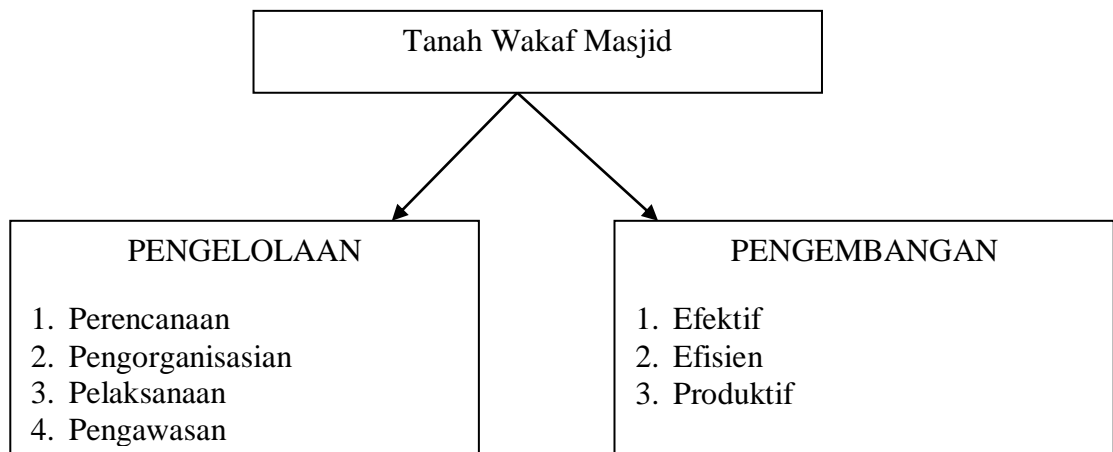 Tanah Wakaf Masjid
PENGELOLAAN
1. Perencanaan
2. Pengorganisasian
3. Pelaksanaan
4. Pengawasan
PENGEMBANGAN
1. Efektif
2. Efisien
3. Produktif